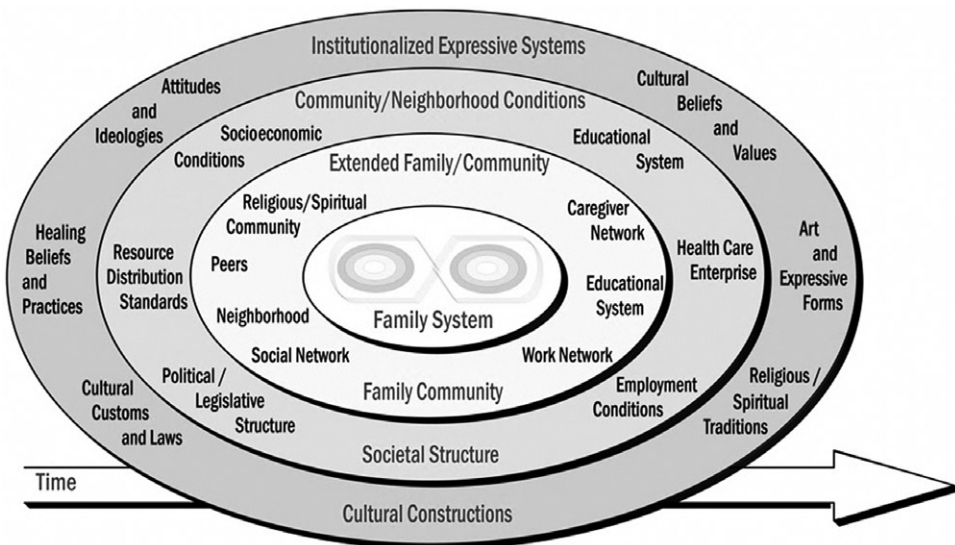 Institutionalized Expressive Systems
Attitudes
and
Ideologies
Cultural
Beliefs
and
Values
Community/Neighborhood Conditions
Socioeconomic
Conditions
Educational
System
Extended Family/Community
Religious/Spiritual
Community
Caregiver
Network
Healing
Beliefs
and
Practices
Resource
Distribution
Standards
Peers
Health Care
Enterprise
Art
and
Expressive
Forms
Educational
System
Family System
Neighborhood
Social Network
Work Network
Family Community
Cultural
Customs
and Laws
Political /
Legislative
Structure
Employment
Conditions
Religious /
Spiritual
Traditions
Societal Structure
Time
Cultural Constructions